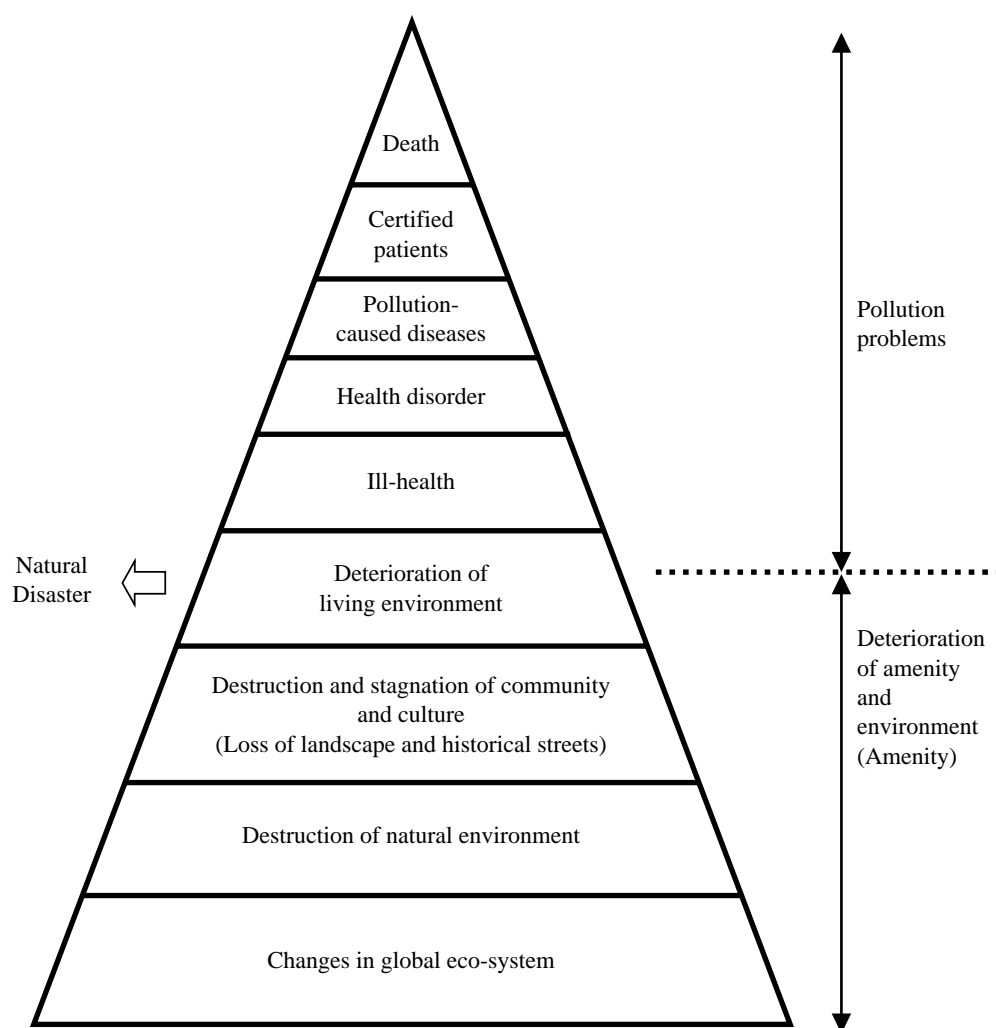 Death
Certified
patients
Pollution-
caused diseases
Pollution
problems
Health disorder
Ill-health
Natural
Disaster
Deterioration of
living environment
Deterioration
of amenity
and
environment
(Amenity)
Destruction and stagnation of community
and culture
(Loss of landscape and historical streets)
Destruction of natural environment
Changes in global eco-system